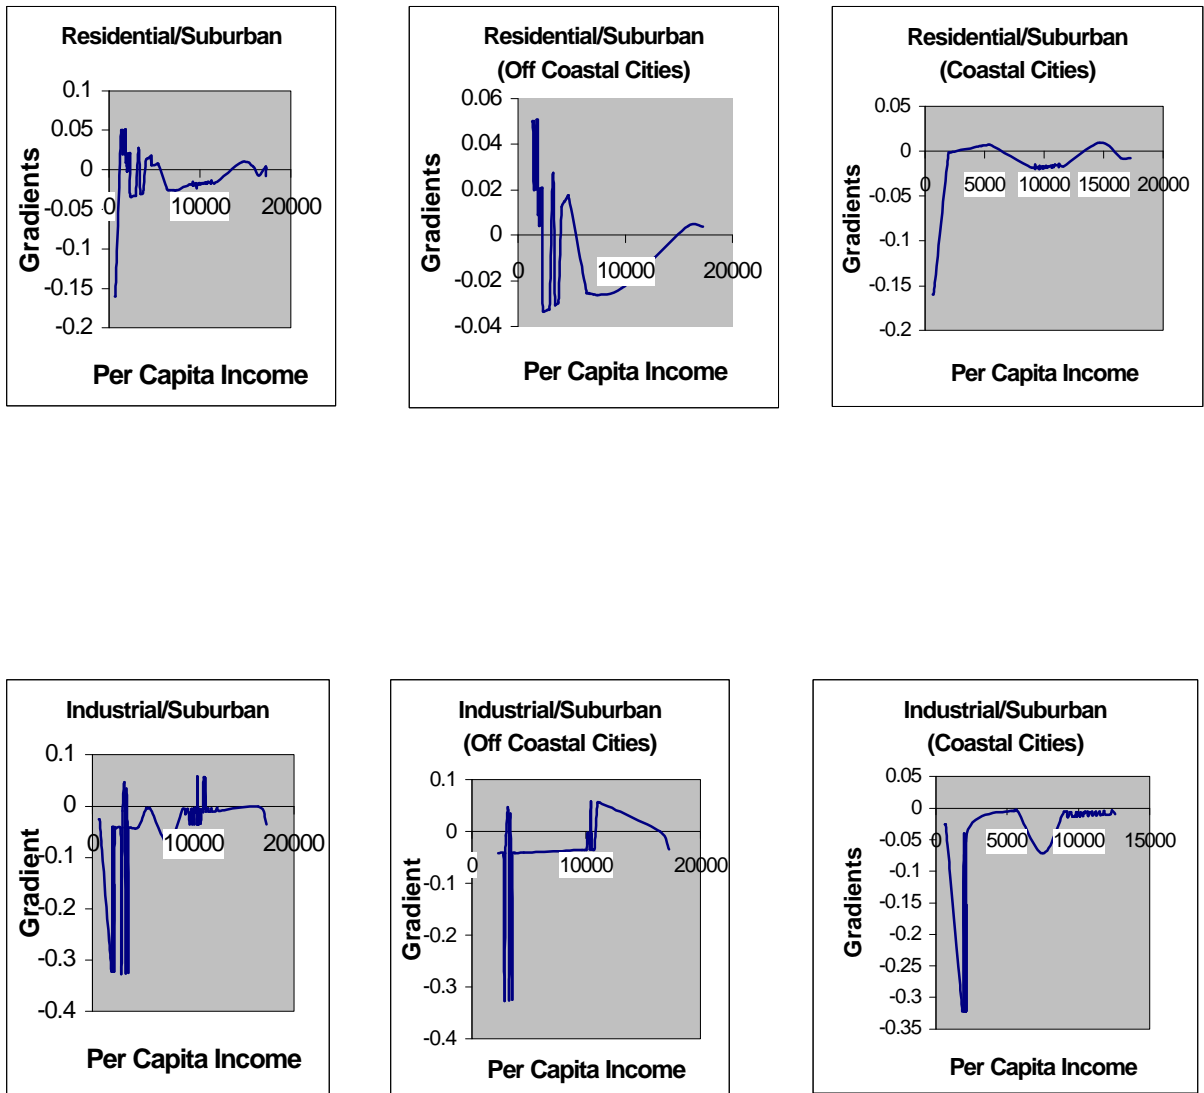 Residential/Suburban
0.1
0.05
0
-0.05
-0.1
-0.15
-0.2
0
10000
20000
Gradients
Per Capita Income
Residential/Suburban
(Off Coastal Cities)
0.06
0.04
0.02
0
-0.02
-0.04
0
10000
20000
Gradients
Per Capita Income
Residential/Suburban
(Coastal Cities)
0.05
0
-0.05
-0.1
-0.15
-0.2
0
5000
10000
15000
20000
Gradients
Per Capita Income
Industrial/Suburban
0.1
0
-0.1
-0.2
-0.3
-0.4
0
10000
20000
Gradient
Per Capita Income
Industrial/Suburban
(Off Coastal Cities)
0.1
0
-0.1
-0.2
-0.3
-0.4
0
10000
20000
Gradient
Per Capita Income
Industrial/Suburban
(Coastal Cities)
0.05
0
-0.05
-0.1
-0.15
-0.2
-0.25
-0.3
-0.35
0
5000
10000
15000
Gradients
Per Capita Income